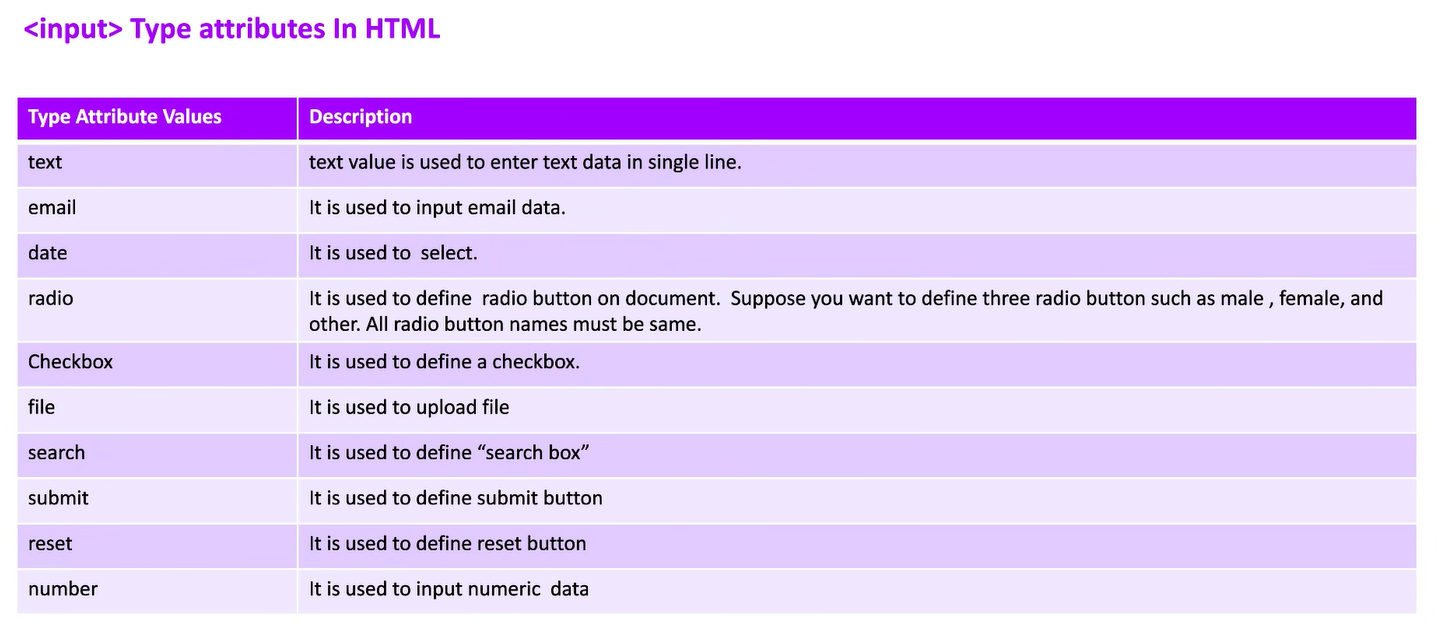 <input> Type attributes In HTML
Type Attribute Values Description
text text value is used to enter text data in single line.
email It is used to input email data.
date It is used to  select.
radio It is used to define  radio button on document.  Suppose you want to define three radio button such as male , female, and
other. All radio button names must be same.
Checkbox It is used to define a checkbox.
file It is used to upload file
search It is used to define “search box”
submit It is used to define submit button
reset It is used to define reset button
number It is used to input numeric  data